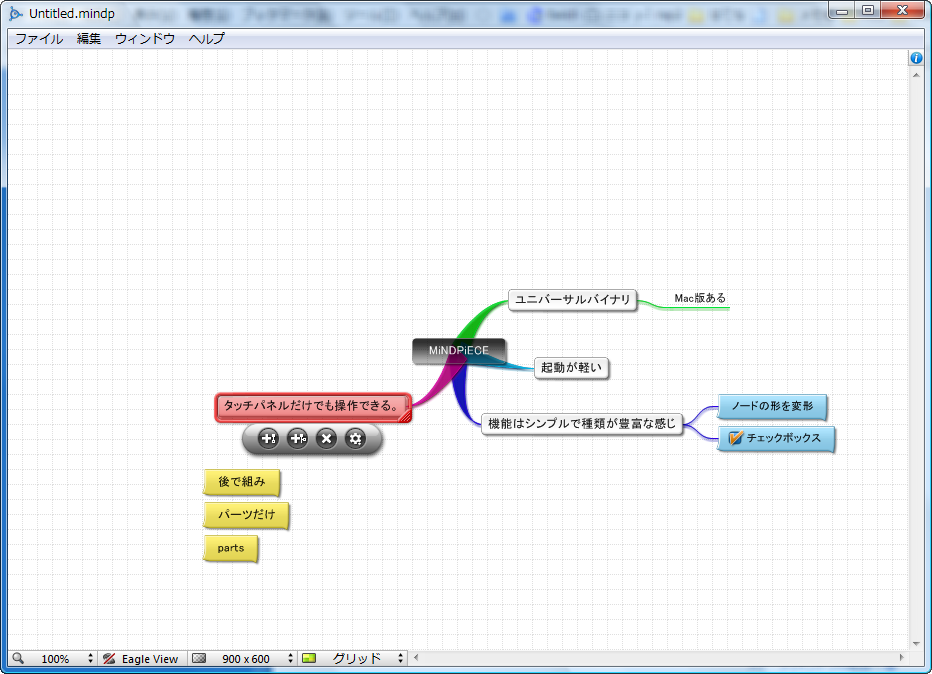 Untitled.mindp
ファイル 編集 ウィンドウ ヘルプ
ユニバーサルバイナリ
Mac版ある
MiNDPiECE
起動が軽い
タッチパネルだけでも操作できる。
ノードの形を変形
機能はシンプルで種類が豊富な感じ
チェックボックス
後で組み
パーツだけ
parts
100% Eagle View 900 x 600 グリッド